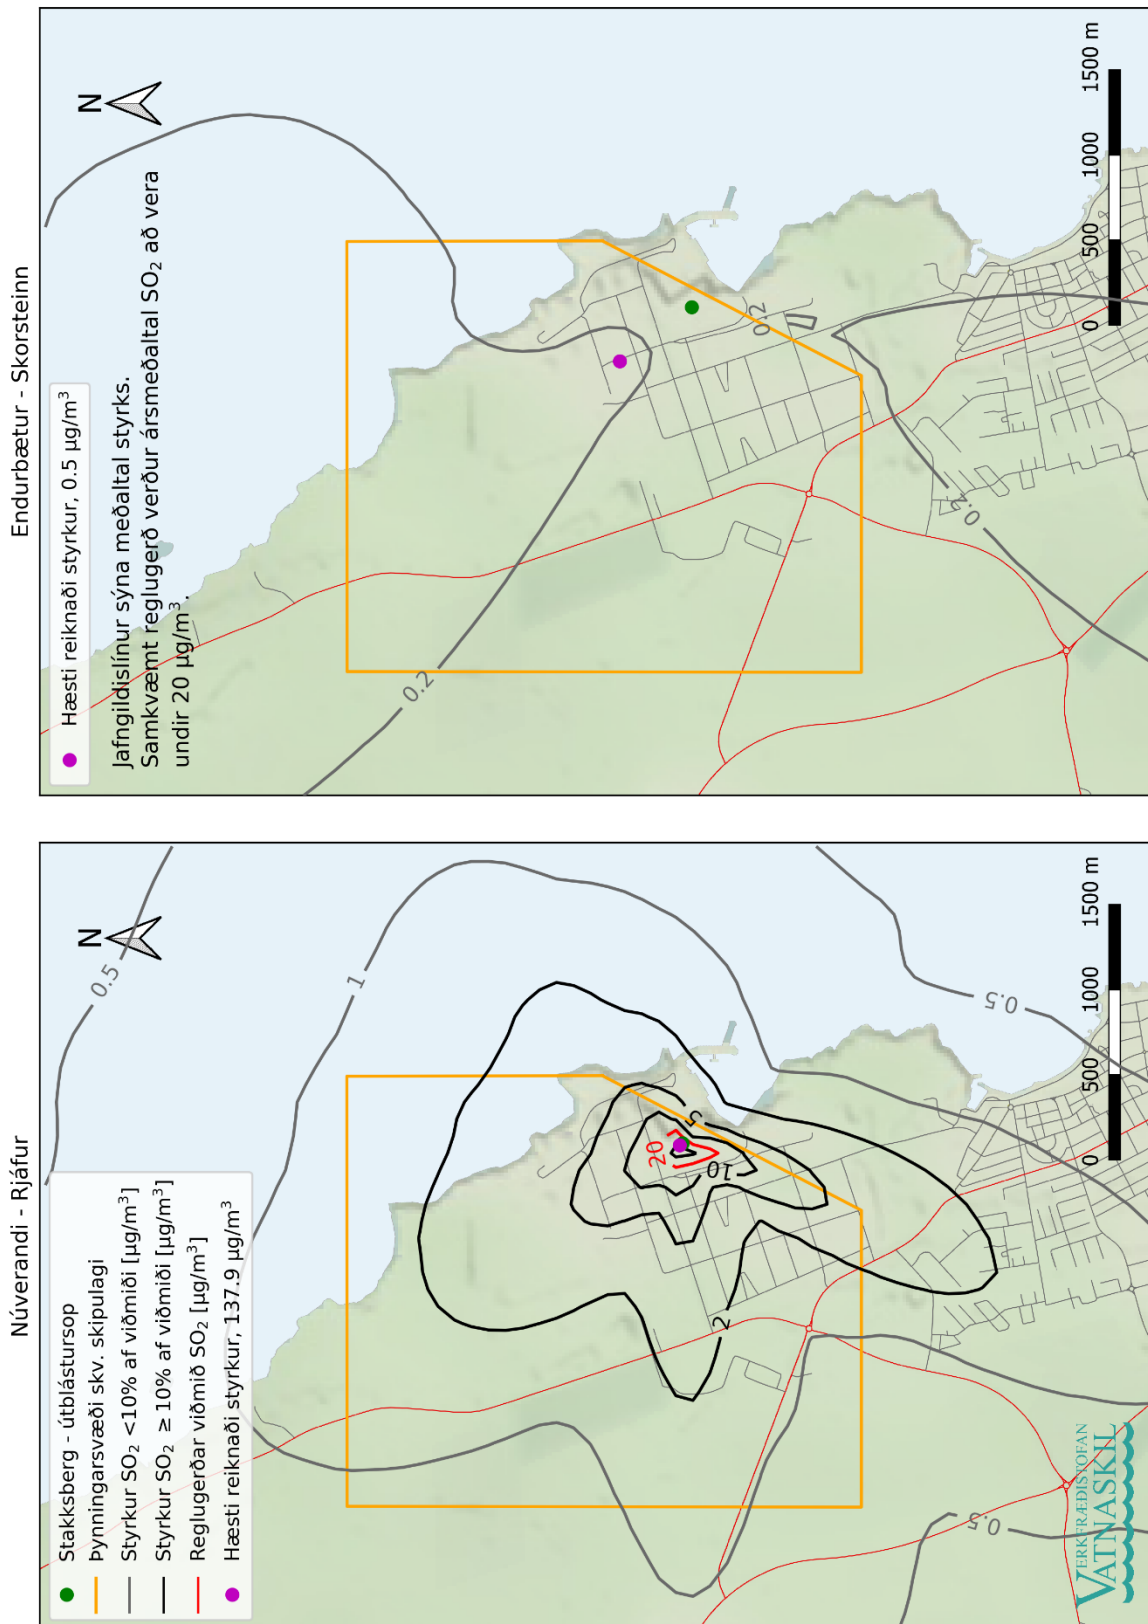 Núverandi - Rjáfur
Stakksberg - útblástursop
Þynningarsvæði skv. skipulagi
Styrkur SO₂ <10% af viðmiði [µg/m³]
Styrkur SO₂ ≥ 10% af viðmiði [µg/m³]
Reglugerðar viðmið SO₂ [µg/m³]
Hæsti reiknaði styrkur, 137.9 µg/m³
N
0.5
1
20
5
10
2
0.5
0.5
VERKFRÆÐISTOFAN
VATNASKIL
0 500 1000 1500 m
Endurbætur - Skorsteinn
Hæsti reiknaði styrkur, 0.5 µg/m³
Jafngildislínur sýna meðaltal styrks.
Samkvæmt reglugerð verður ársmeðaltal SO₂ að vera
undir 20 µg/m³.
N
0.2
0.2
0.2
0 500 1000 1500 m